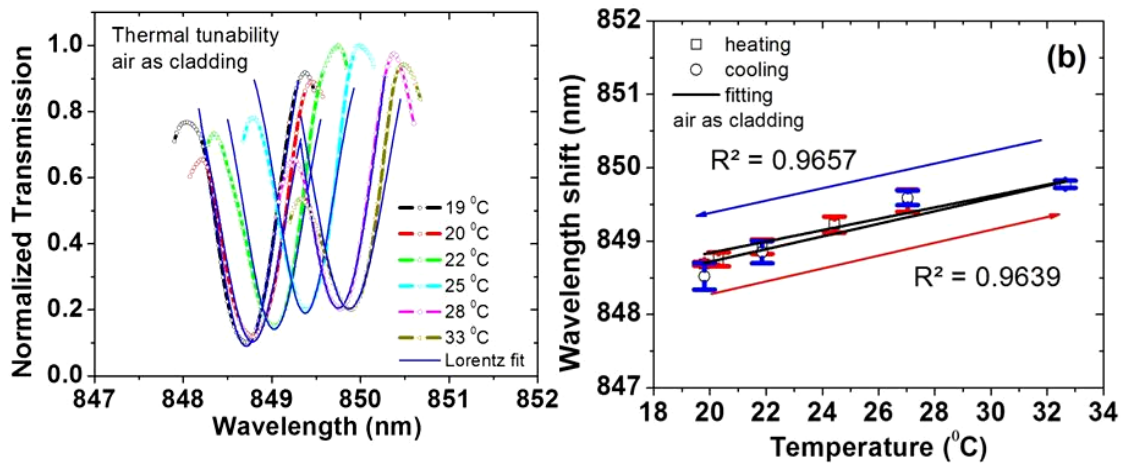 Thermal tunability
air as cladding
1.0
0.8
0.6
0.4
0.2
0.0
Normalized Transmission
19 ⁰C
20 ⁰C
22 ⁰C
25 ⁰C
28 ⁰C
33 ⁰C
Lorentz fit
847 848 849 850 851 852
Wavelength (nm)
852
851
850
849
848
847
Wavelength shift (nm)
heating
cooling
fitting
air as cladding
(b)
R² = 0.9657
R² = 0.9639
18 20 22 24 26 28 30 32 34
Temperature (⁰C)